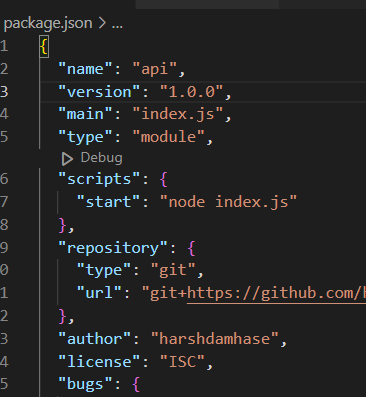 package.json > ...
1 {
2 "name": "api",
3 "version": "1.0.0",
4 "main": "index.js",
5 "type": "module",
Debug
6 "scripts": {
7 "start": "node index.js"
8 },
9 "repository": {
0 "type": "git",
1 "url": "git+https://github.com/
2 },
3 "author": "harshdamhase",
4 "license": "ISC",
5 "bugs": {